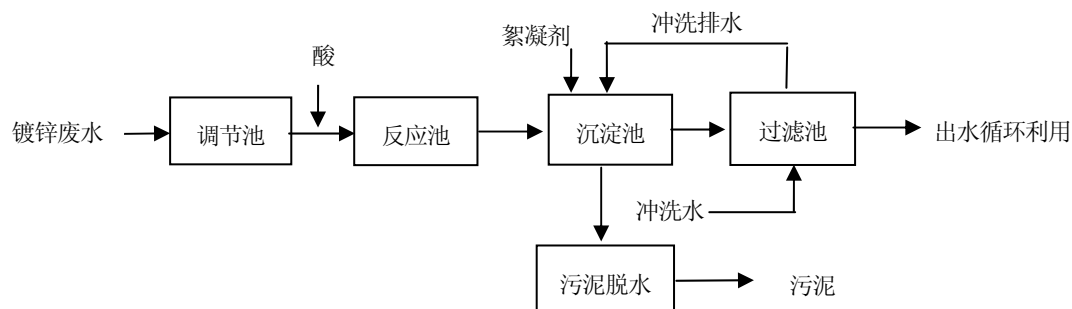 冲洗排水
絮凝剂
酸
镀锌废水
调节池
反应池
沉淀池
过滤池
出水循环利用
冲洗水
污泥脱水
污泥